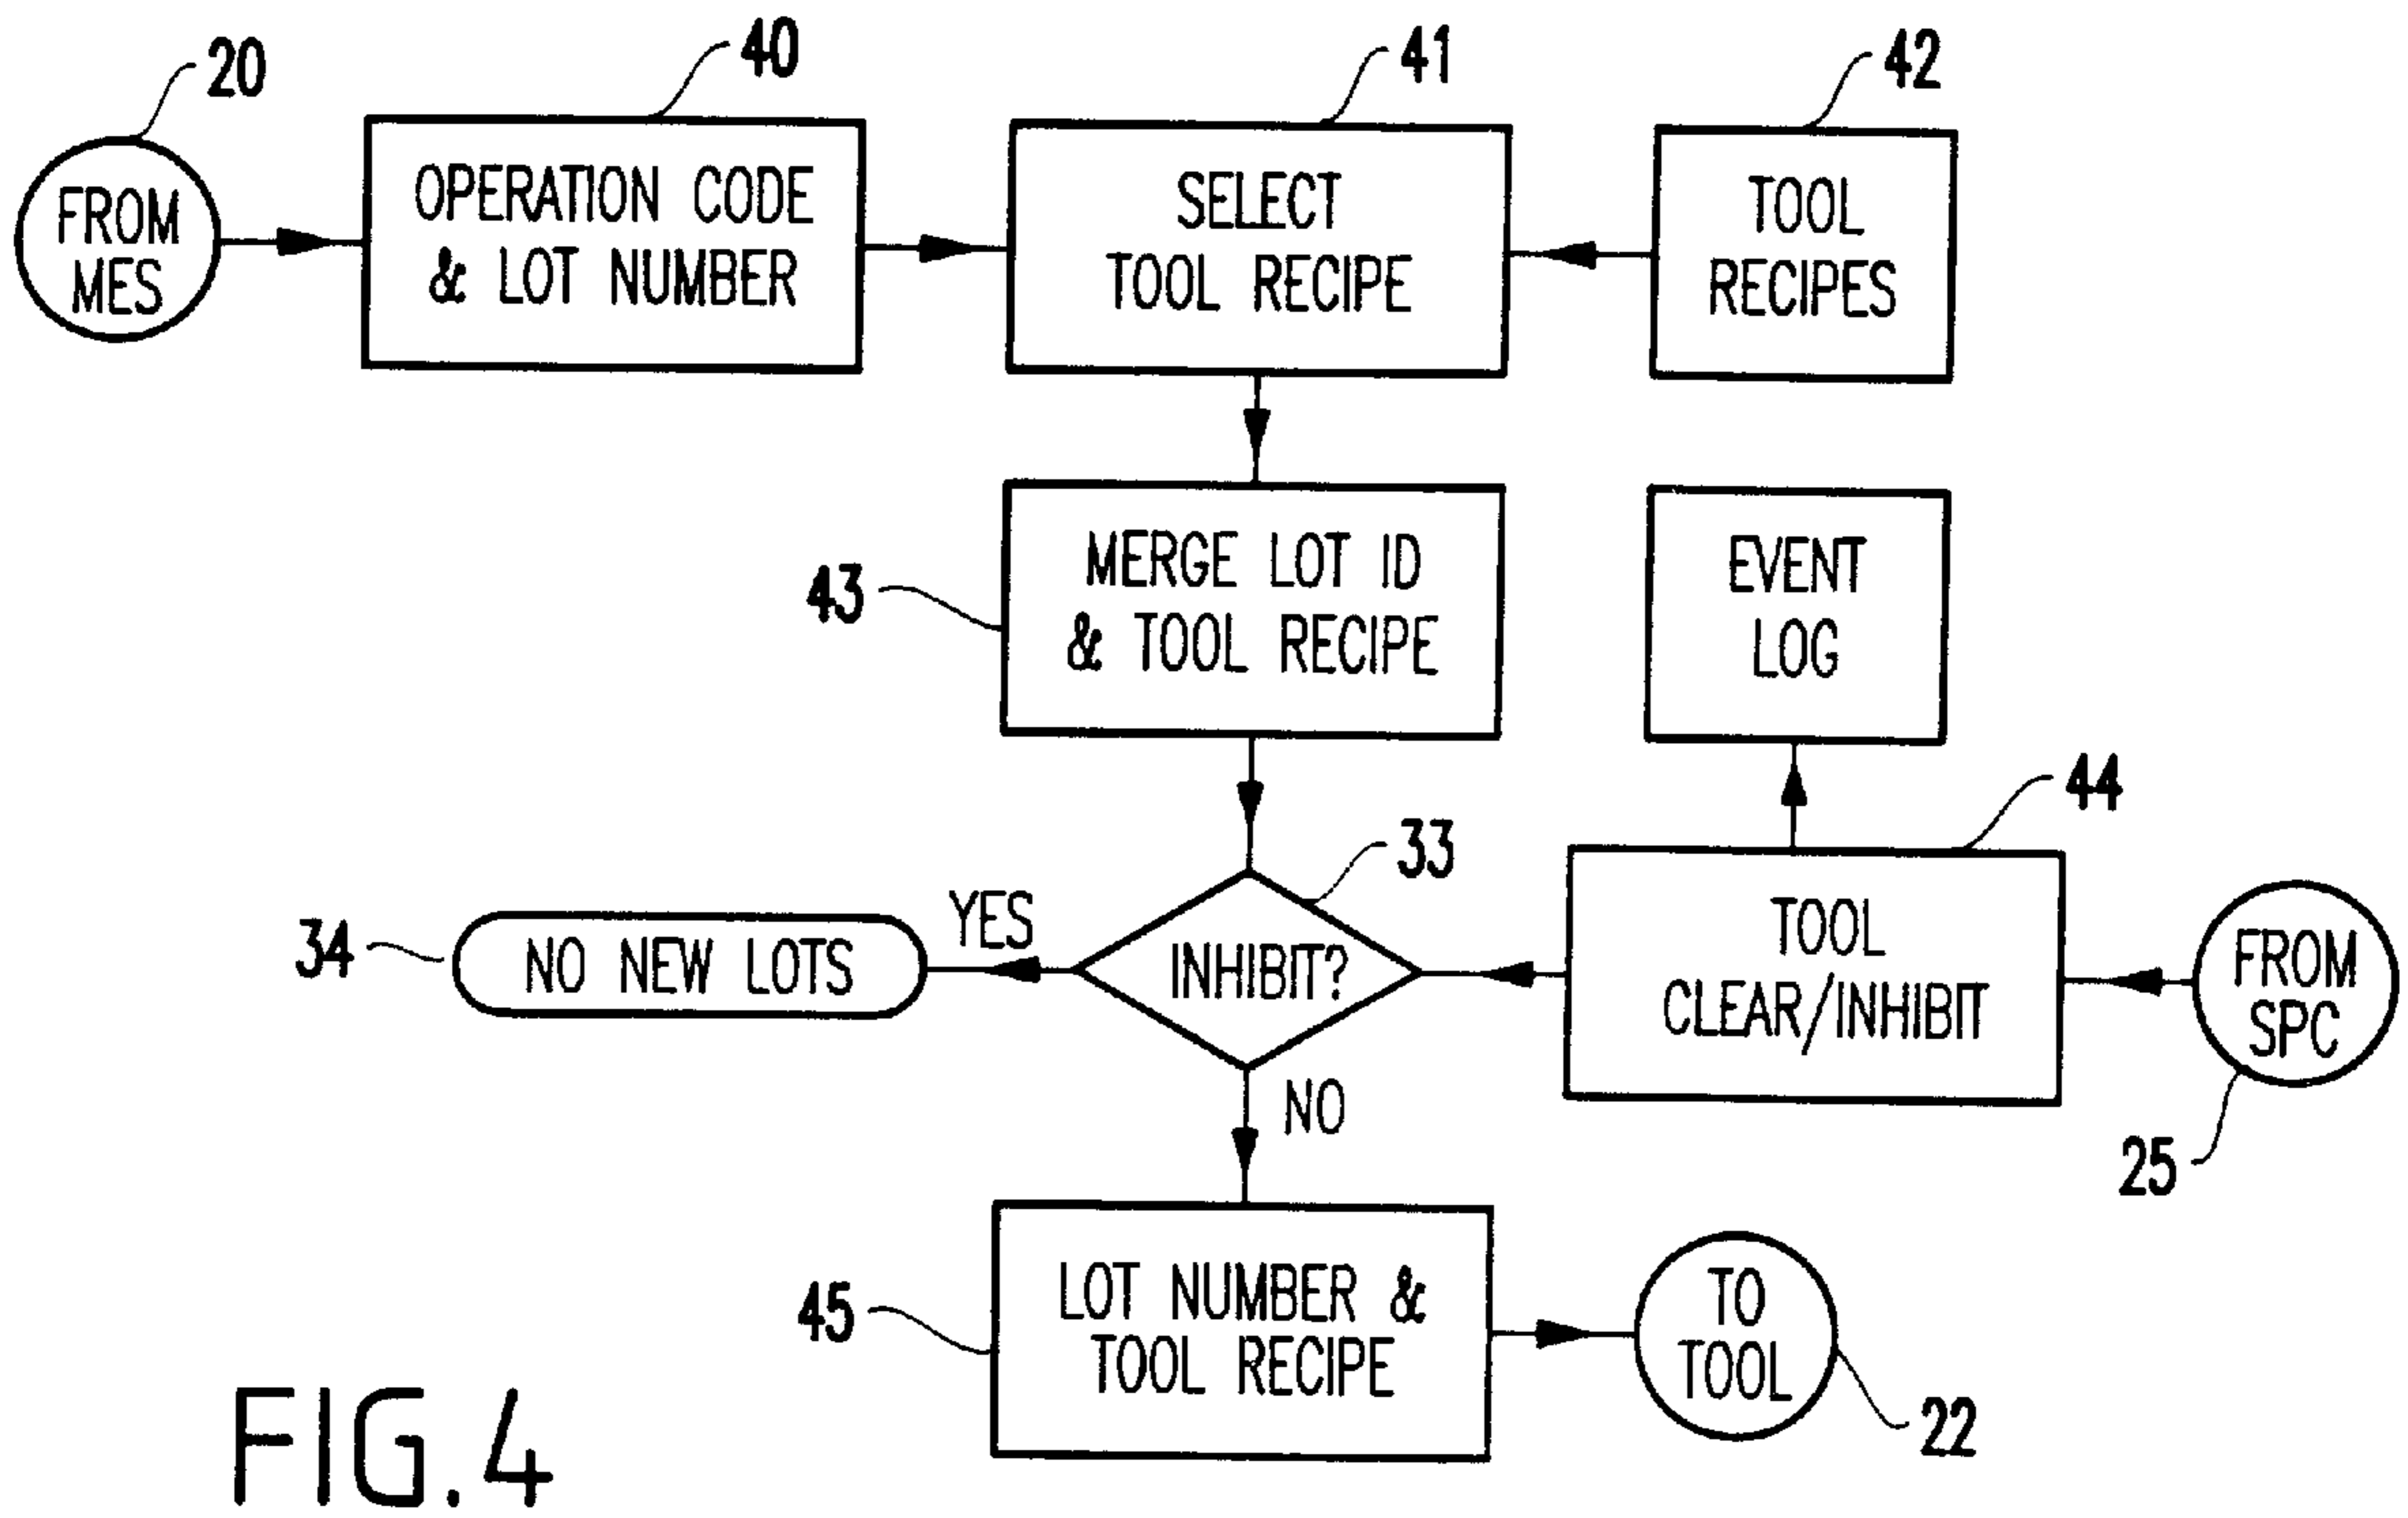 20
40
41
42
FROM
MES
OPERATION CODE
& LOT NUMBER
SELECT
TOOL RECIPE
TOOL
RECIPES
43
MERGE LOT ID
& TOOL RECIPE
EVENT
LOG
44
33
34
NO NEW LOTS
YES
INHIBIT?
TOOL
CLEAR/INHIBIT
FROM
SPC
25
NO
45
LOT NUMBER &
TOOL RECIPE
TO
TOOL
22
FIG.4